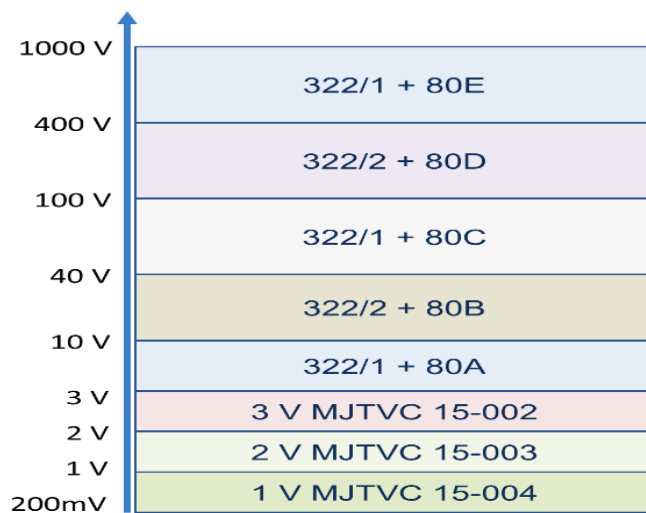 1000 V
322/1 + 80E
400 V
322/2 + 80D
100 V
322/1 + 80C
40 V
322/2 + 80B
10 V
322/1 + 80A
3 V
3 V MJTVC 15-002
2 V
2 V MJTVC 15-003
1 V
1 V MJTVC 15-004
200mV